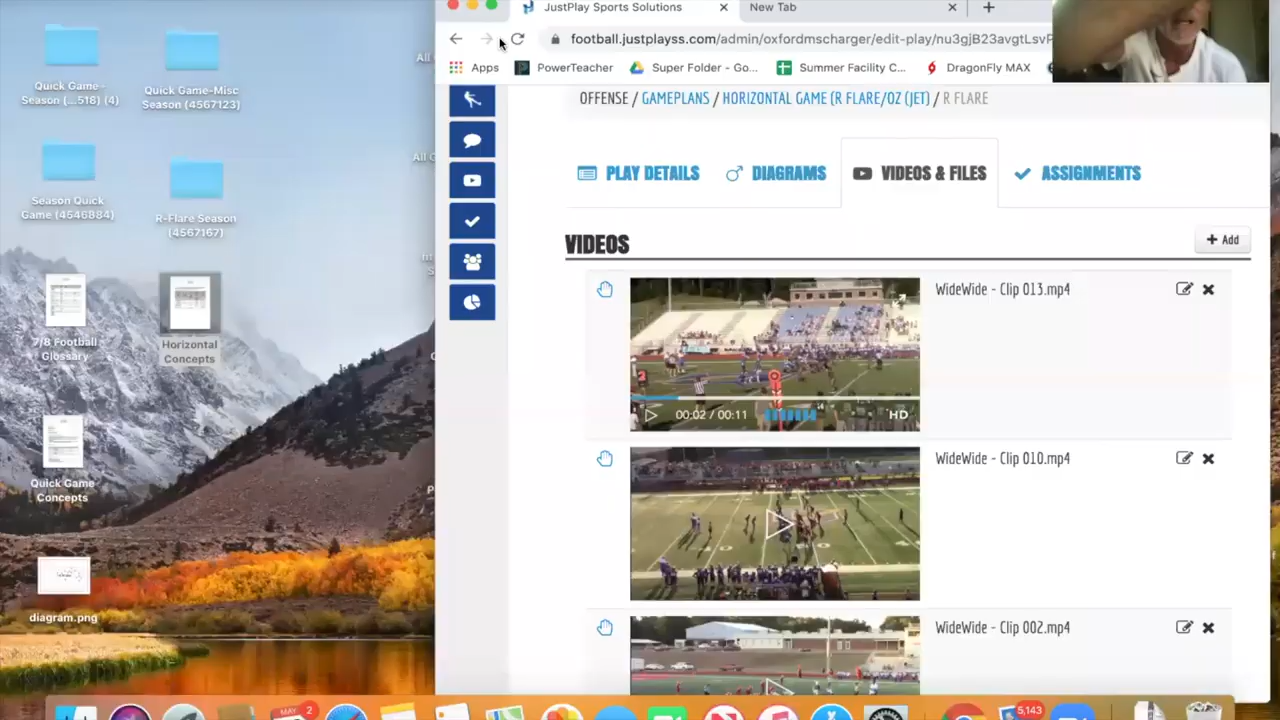 JustPlay Sports Solutions
New Tab
football.justplayss.com/admin/oxfordmscharger/edit-play/nu3gjB23avgtLsvF
Apps
PowerTeacher
Super Folder - Go...
Summer Facility C...
DragonFly MAX
OFFENSE / GAMEPLANS / HORIZONTAL GAME (R FLARE/OZ (JET) / R FLARE
PLAY DETAILS
DIAGRAMS
VIDEOS & FILES
ASSIGNMENTS
VIDEOS
+ Add
WideWide - Clip 013.mp4
00:02 / 00:11
HD
WideWide - Clip 010.mp4
WideWide - Clip 002.mp4
Quick Game -
Season (...518) (4)
Quick Game-Misc
Season (4567123)
Season Quick
Game (4546884)
R-Flare Season
(4567167)
7/8 Football
Glossary
Horizontal
Concepts
Quick Game
Concepts
diagram.png
MAY 2
5,143